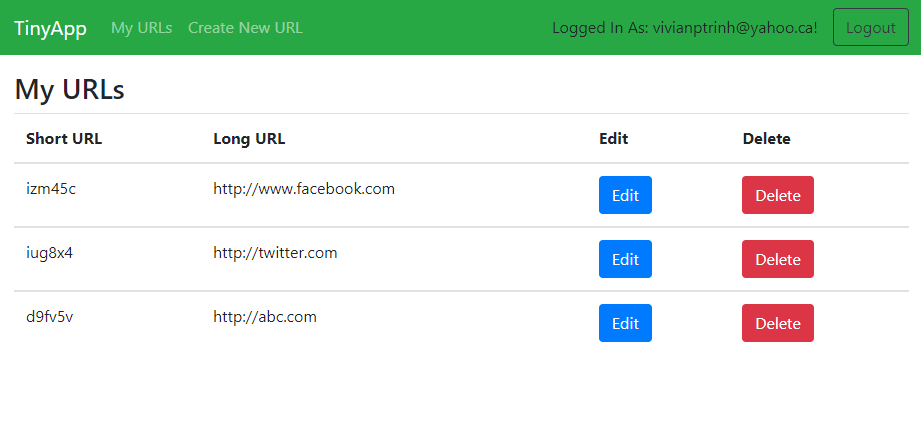 TinyApp My URLs Create New URL Logged In As: vivianptrinh@yahoo.ca! Logout
My URLs
Short URL Long URL Edit Delete
izm45c http://www.facebook.com Edit Delete
iug8x4 http://twitter.com Edit Delete
d9fv5v http://abc.com Edit Delete